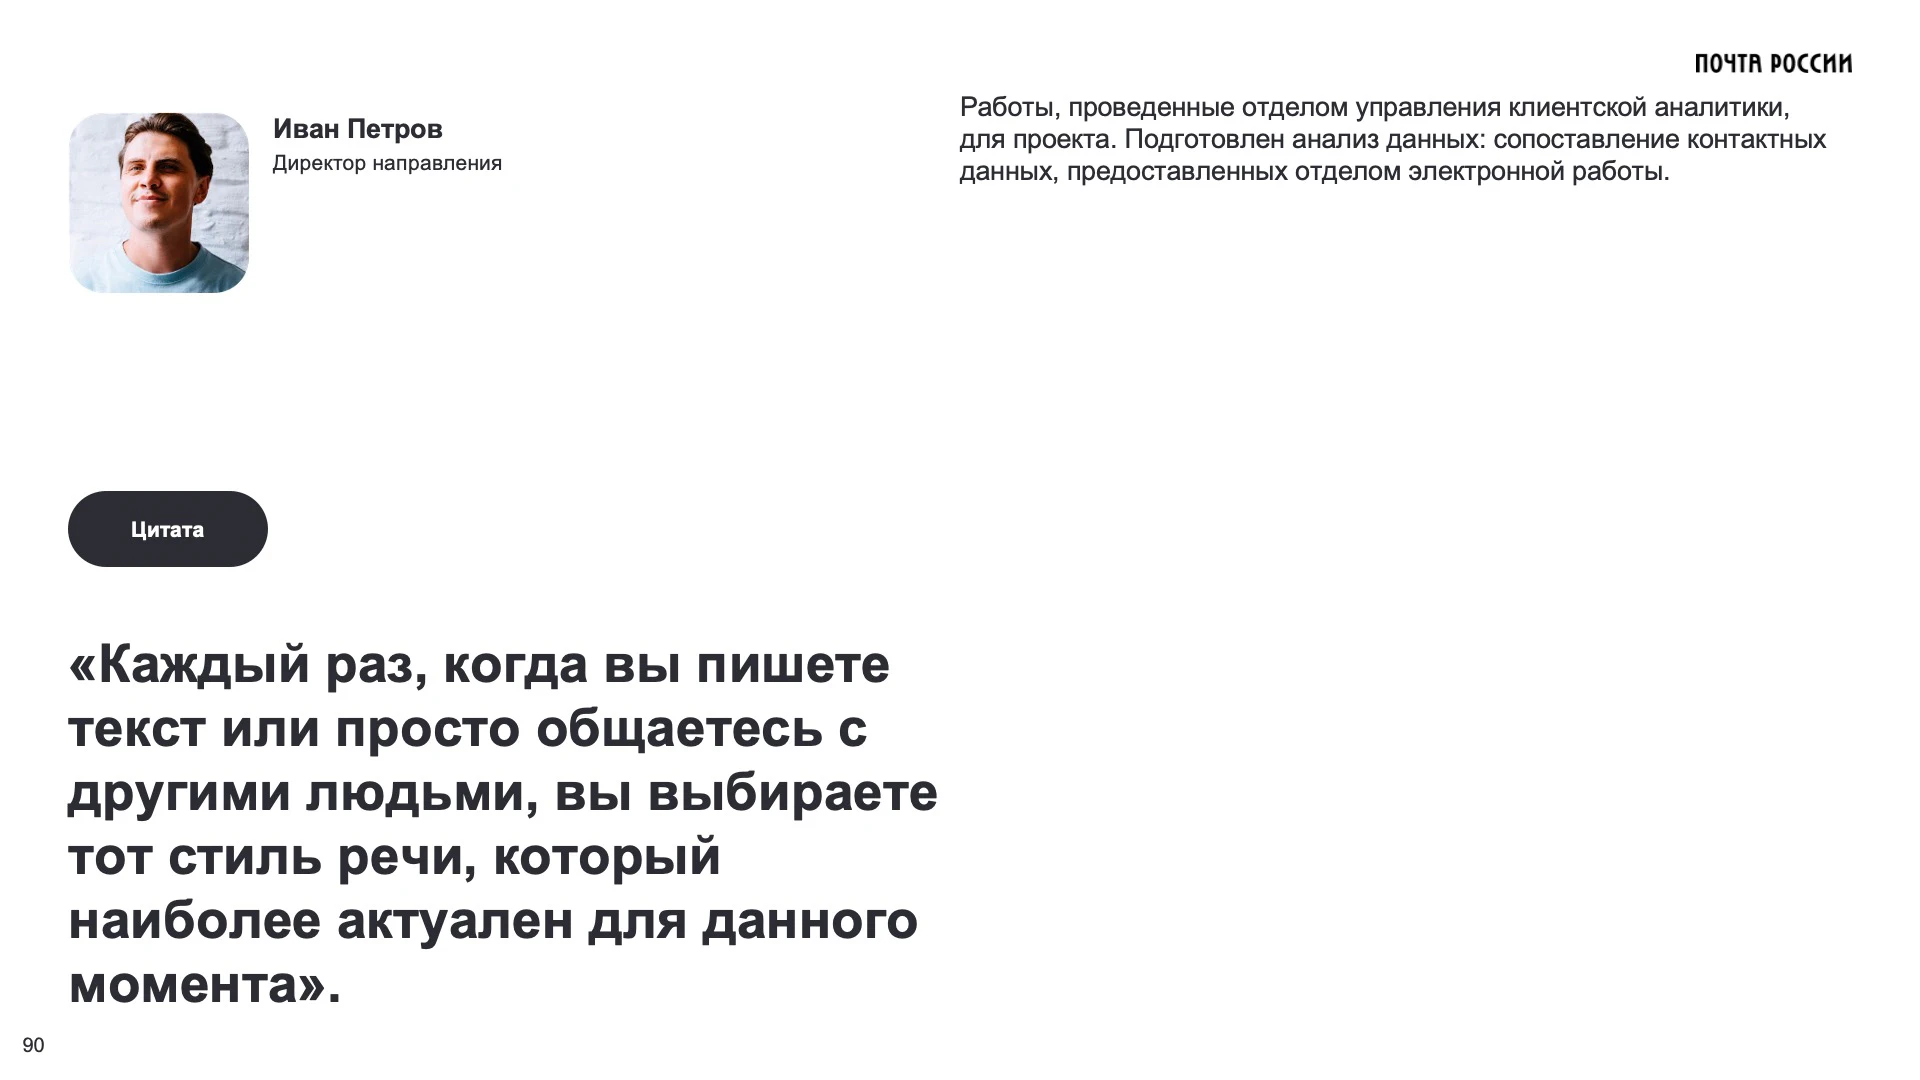 ПОЧТА РОССИИ
Иван Петров
Директор направления
Работы, проведенные отделом управления клиентской аналитики,
для проекта. Подготовлен анализ данных: сопоставление контактных
данных, предоставленных отделом электронной работы.
Цитата
«Каждый раз, когда вы пишете
текст или просто общаетесь с
другими людьми, вы выбираете
тот стиль речи, который
наиболее актуален для данного
момента».
90